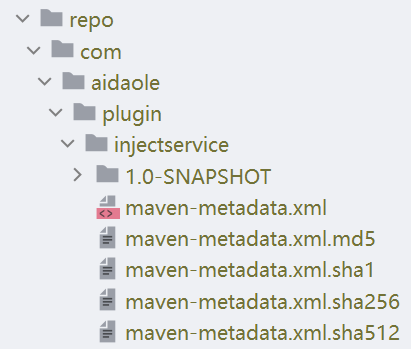 repo
com
aidaole
plugin
injectservice
1.0-SNAPSHOT
maven-metadata.xml
maven-metadata.xml.md5
maven-metadata.xml.sha1
maven-metadata.xml.sha256
maven-metadata.xml.sha512